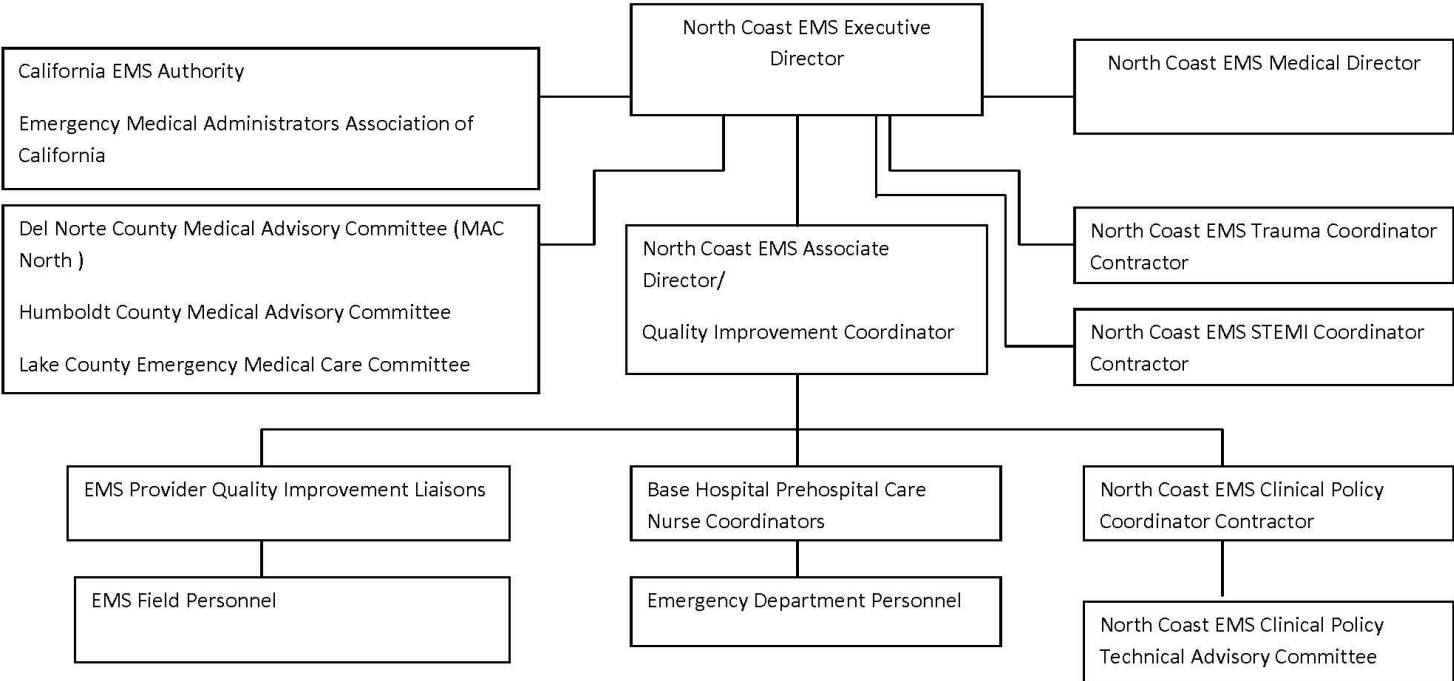 North Coast EMS Executive
Director
California EMS Authority
Emergency Medical Administrators Association of
California
North Coast EMS Medical Director
Del Norte County Medical Advisory Committee (MAC
North )
Humboldt County Medical Advisory Committee
Lake County Emergency Medical Care Committee
North Coast EMS Associate
Director/
Quality Improvement Coordinator
North Coast EMS Trauma Coordinator
Contractor
North Coast EMS STEMI Coordinator
Contractor
EMS Provider Quality Improvement Liaisons
Base Hospital Prehospital Care
Nurse Coordinators
North Coast EMS Clinical Policy
Coordinator Contractor
EMS Field Personnel
Emergency Department Personnel
North Coast EMS Clinical Policy
Technical Advisory Committee